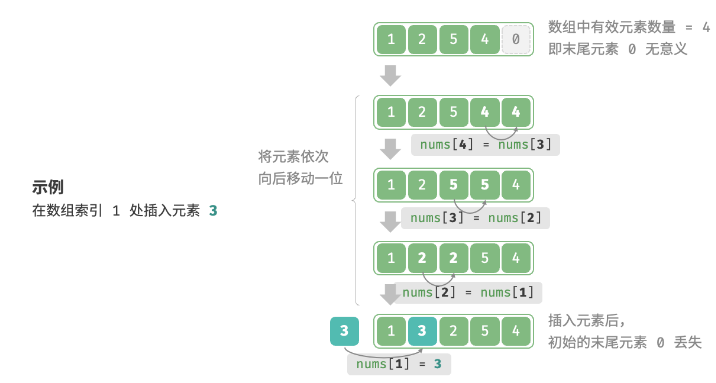 1 2 5 4 0
数组中有效元素数量 = 4
即末尾元素 0 无意义
1 2 5 4 4
nums[4] = nums[3]
将元素依次
向后移动一位
1 2 5 5 4
nums[3] = nums[2]
示例
在数组索引 1 处插入元素 3
1 2 2 5 4
nums[2] = nums[1]
3 1 3 2 5 4
nums[1] = 3
插入元素后,
初始的末尾元素 0 丢失